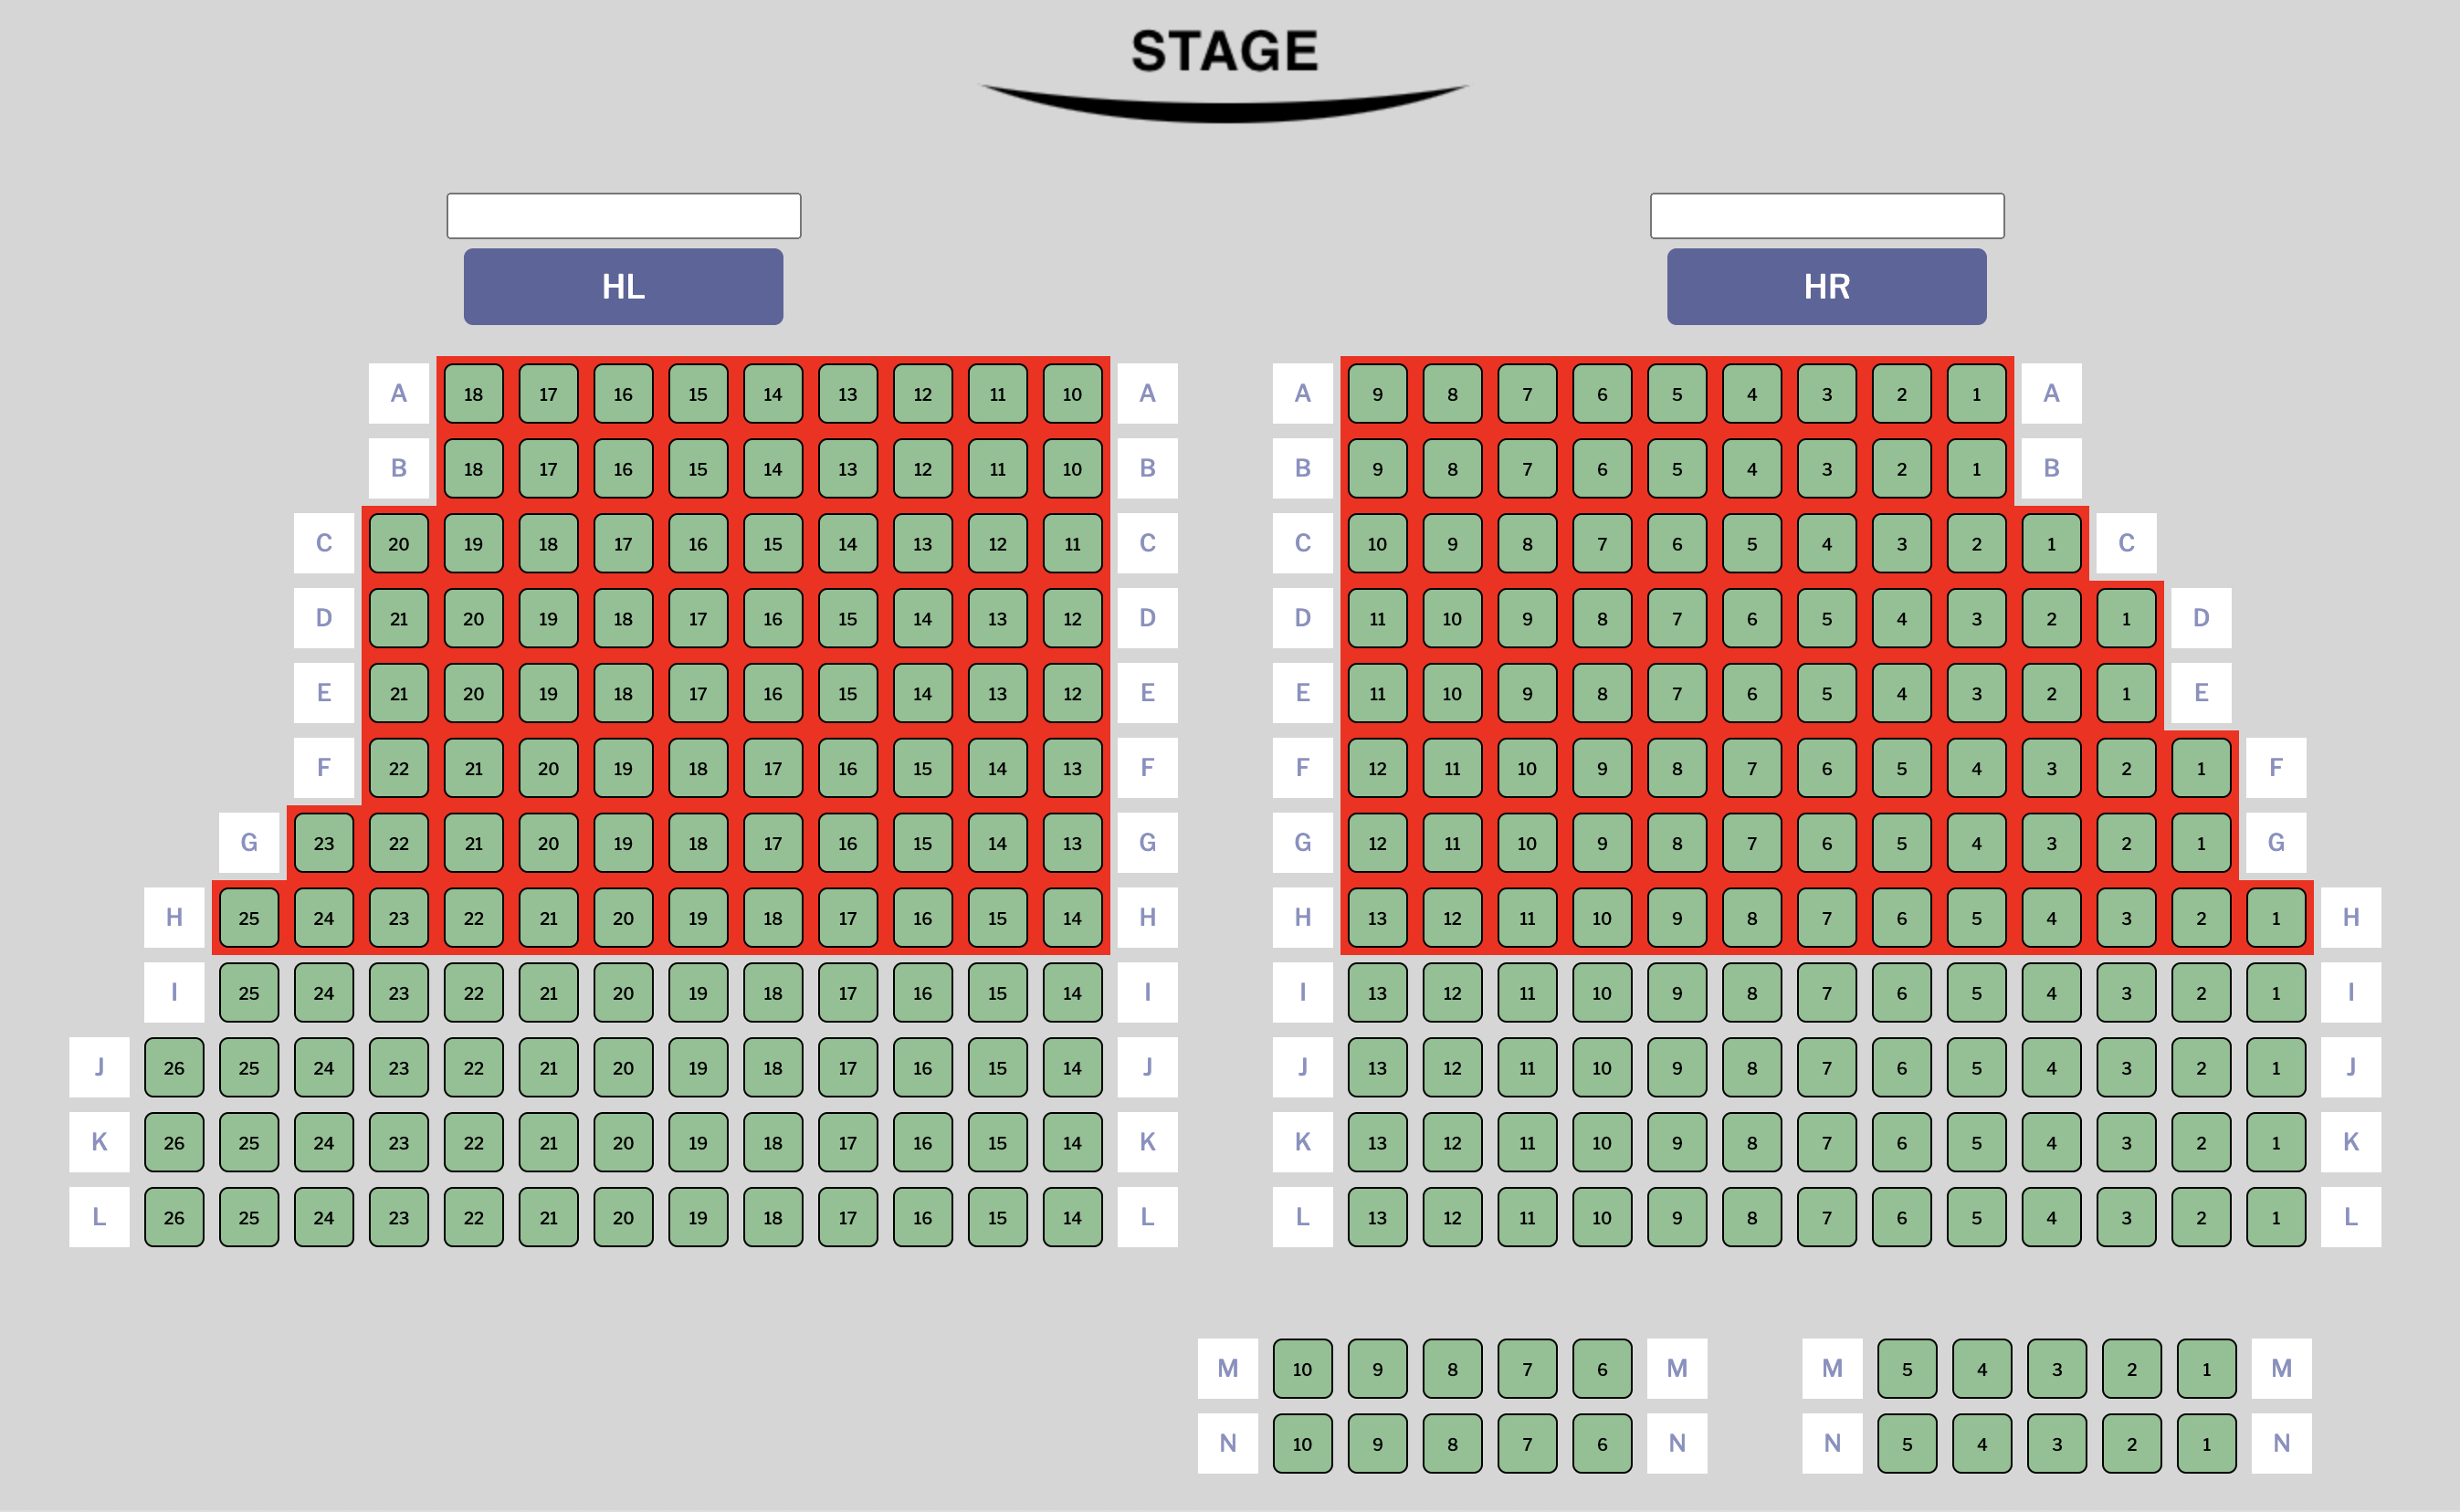 STAGE
HL HR
A 18 17 16 15 14 13 12 11 10 A A 9 8 7 6 5 4 3 2 1 A
B 18 17 16 15 14 13 12 11 10 B B 9 8 7 6 5 4 3 2 1 B
C 20 19 18 17 16 15 14 13 12 11 C C 10 9 8 7 6 5 4 3 2 1 C
D 21 20 19 18 17 16 15 14 13 12 D D 11 10 9 8 7 6 5 4 3 2 1 D
E 21 20 19 18 17 16 15 14 13 12 E E 11 10 9 8 7 6 5 4 3 2 1 E
F 22 21 20 19 18 17 16 15 14 13 F F 12 11 10 9 8 7 6 5 4 3 2 1 F
G 23 22 21 20 19 18 17 16 15 14 13 G G 12 11 10 9 8 7 6 5 4 3 2 1 G
H 25 24 23 22 21 20 19 18 17 16 15 14 H H 13 12 11 10 9 8 7 6 5 4 3 2 1 H
I 25 24 23 22 21 20 19 18 17 16 15 14 I I 13 12 11 10 9 8 7 6 5 4 3 2 1 I
J 26 25 24 23 22 21 20 19 18 17 16 15 14 J J 13 12 11 10 9 8 7 6 5 4 3 2 1 J
K 26 25 24 23 22 21 20 19 18 17 16 15 14 K K 13 12 11 10 9 8 7 6 5 4 3 2 1 K
L 26 25 24 23 22 21 20 19 18 17 16 15 14 L L 13 12 11 10 9 8 7 6 5 4 3 2 1 L
M 10 9 8 7 6 M M 5 4 3 2 1 M
N 10 9 8 7 6 N N 5 4 3 2 1 N